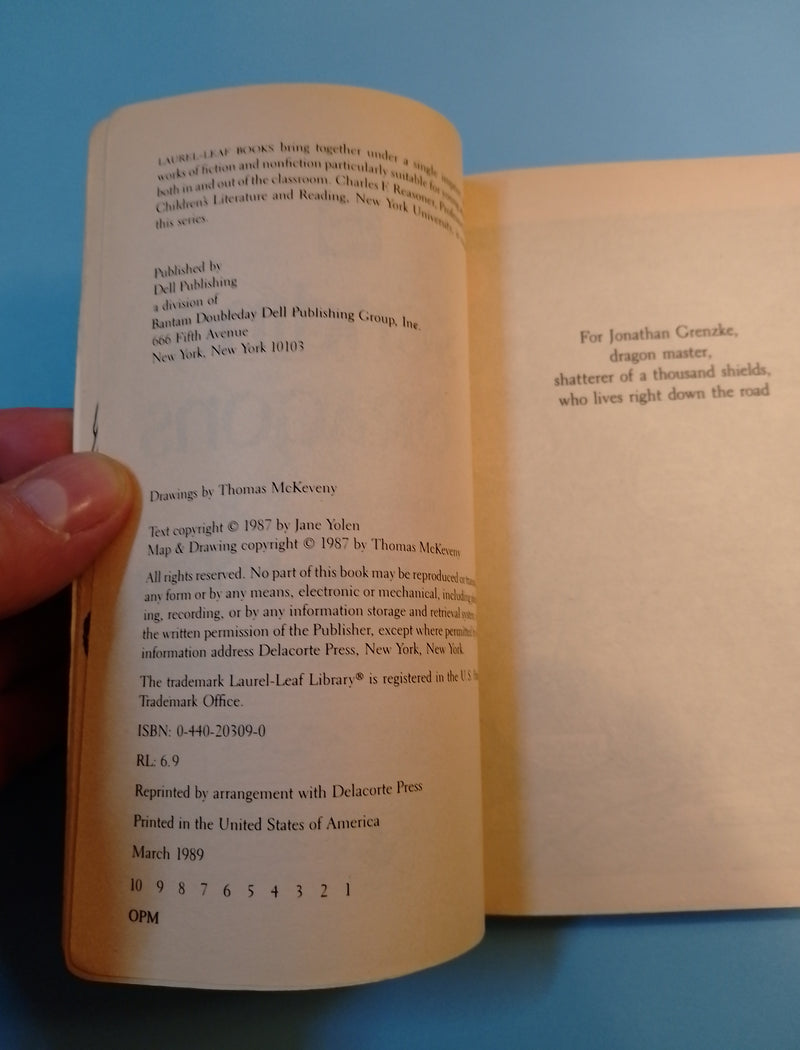 LAUREL-LEAF BOOKS bring together under a single
works of fiction and nonfiction particularly suitable for
both in and out of the classroom. Charles F. Reasoner,
Children's Literature and Reading, New York University,
this series.
Published by
Dell Publishing
a division of
Bantam Doubleday Dell Publishing Group, Inc.
666 Fifth Avenue
New York, New York 10103
Drawings by Thomas McKeveny
Text copyright © 1987 by Jane Yolen
Map & Drawing copyright © 1987 by Thomas McKeveny
All rights reserved. No part of this book may be reproduced or
any form or by any means, electronic or mechanical, including
ing, recording, or by any information storage and retrieval
the written permission of the Publisher, except where permitted
information address Delacorte Press, New York, New York
The trademark Laurel-Leaf Library® is registered in the U.S.
Trademark Office.
ISBN: 0-440-20309-0
RL: 6.9
Reprinted by arrangement with Delacorte Press
Printed in the United States of America
March 1989
10 9 8 7 6 5 4 3 2 1
OPM
For Jonathan Grenzke,
dragon master,
shatterer of a thousand shields,
who lives right down the road